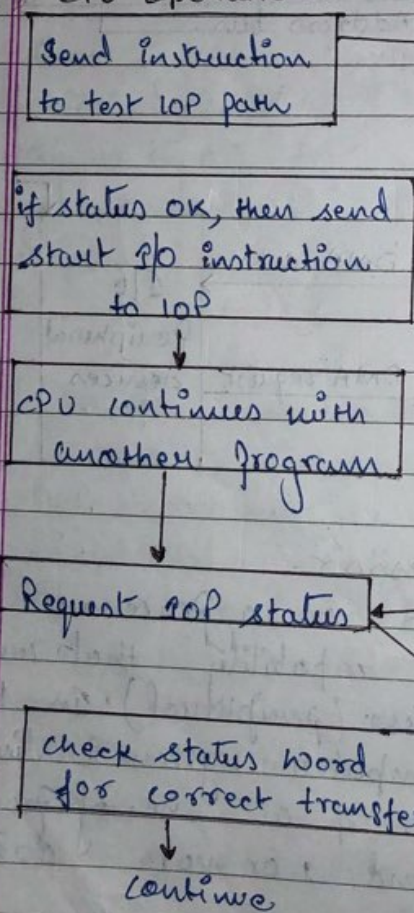 Send instruction
to test IOP path
if status OK, then send
start I/O instruction
to IOP
CPU continues with
another program
Request IOP status
check status word
for correct transfe
continue